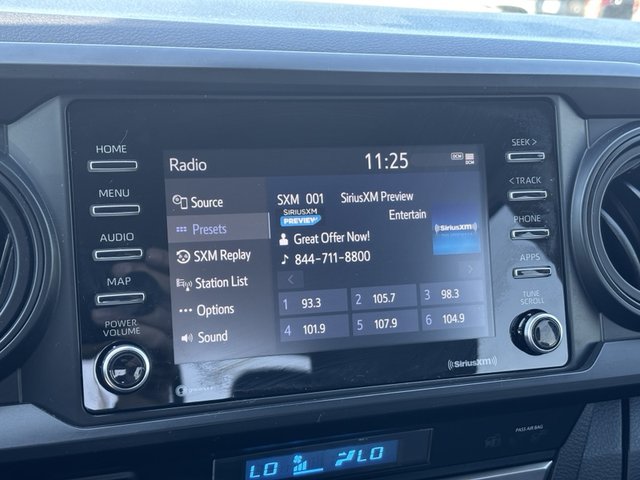 HOME
MENU
AUDIO
MAP
POWER
VOLUME
Radio
11:25
DCM
Source
Presets
SXM Replay
Station List
Options
Sound
SXM 001 SiriusXM Preview
SIRIUSXM
PREVIEW
Entertain
Great Offer Now!
844-711-8800
SiriusXM
1 93.3
2 105.7
3 98.3
4 101.9
5 107.9
6 104.9
SiriusXM
SEEK >
< TRACK
PHONE
APPS
TUNE
SCROLL
PASS AIR BAG
LO
LO